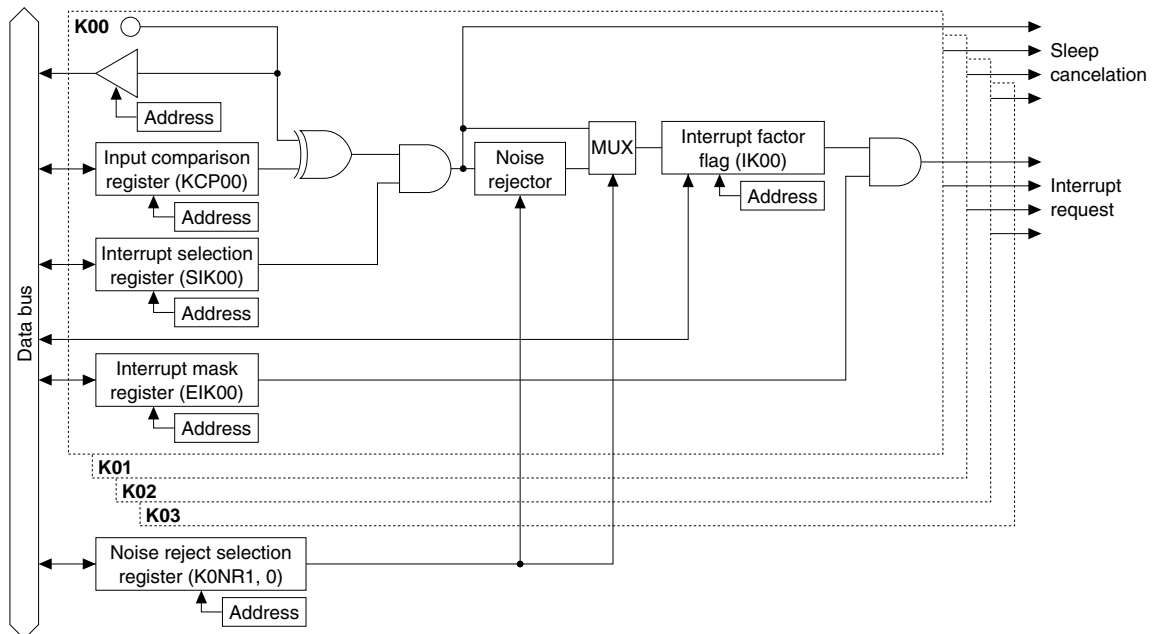 K00
Sleep
cancelation
Address
Input comparison
register (KCP00)
Noise
rejector
MUX
Interrupt factor
flag (IK00)
Address
Address
Interrupt
request
Interrupt selection
register (SIK00)
Address
Data bus
Interrupt mask
register (EIK00)
Address
K01
K02
K03
Noise reject selection
register (K0NR1, 0)
Address